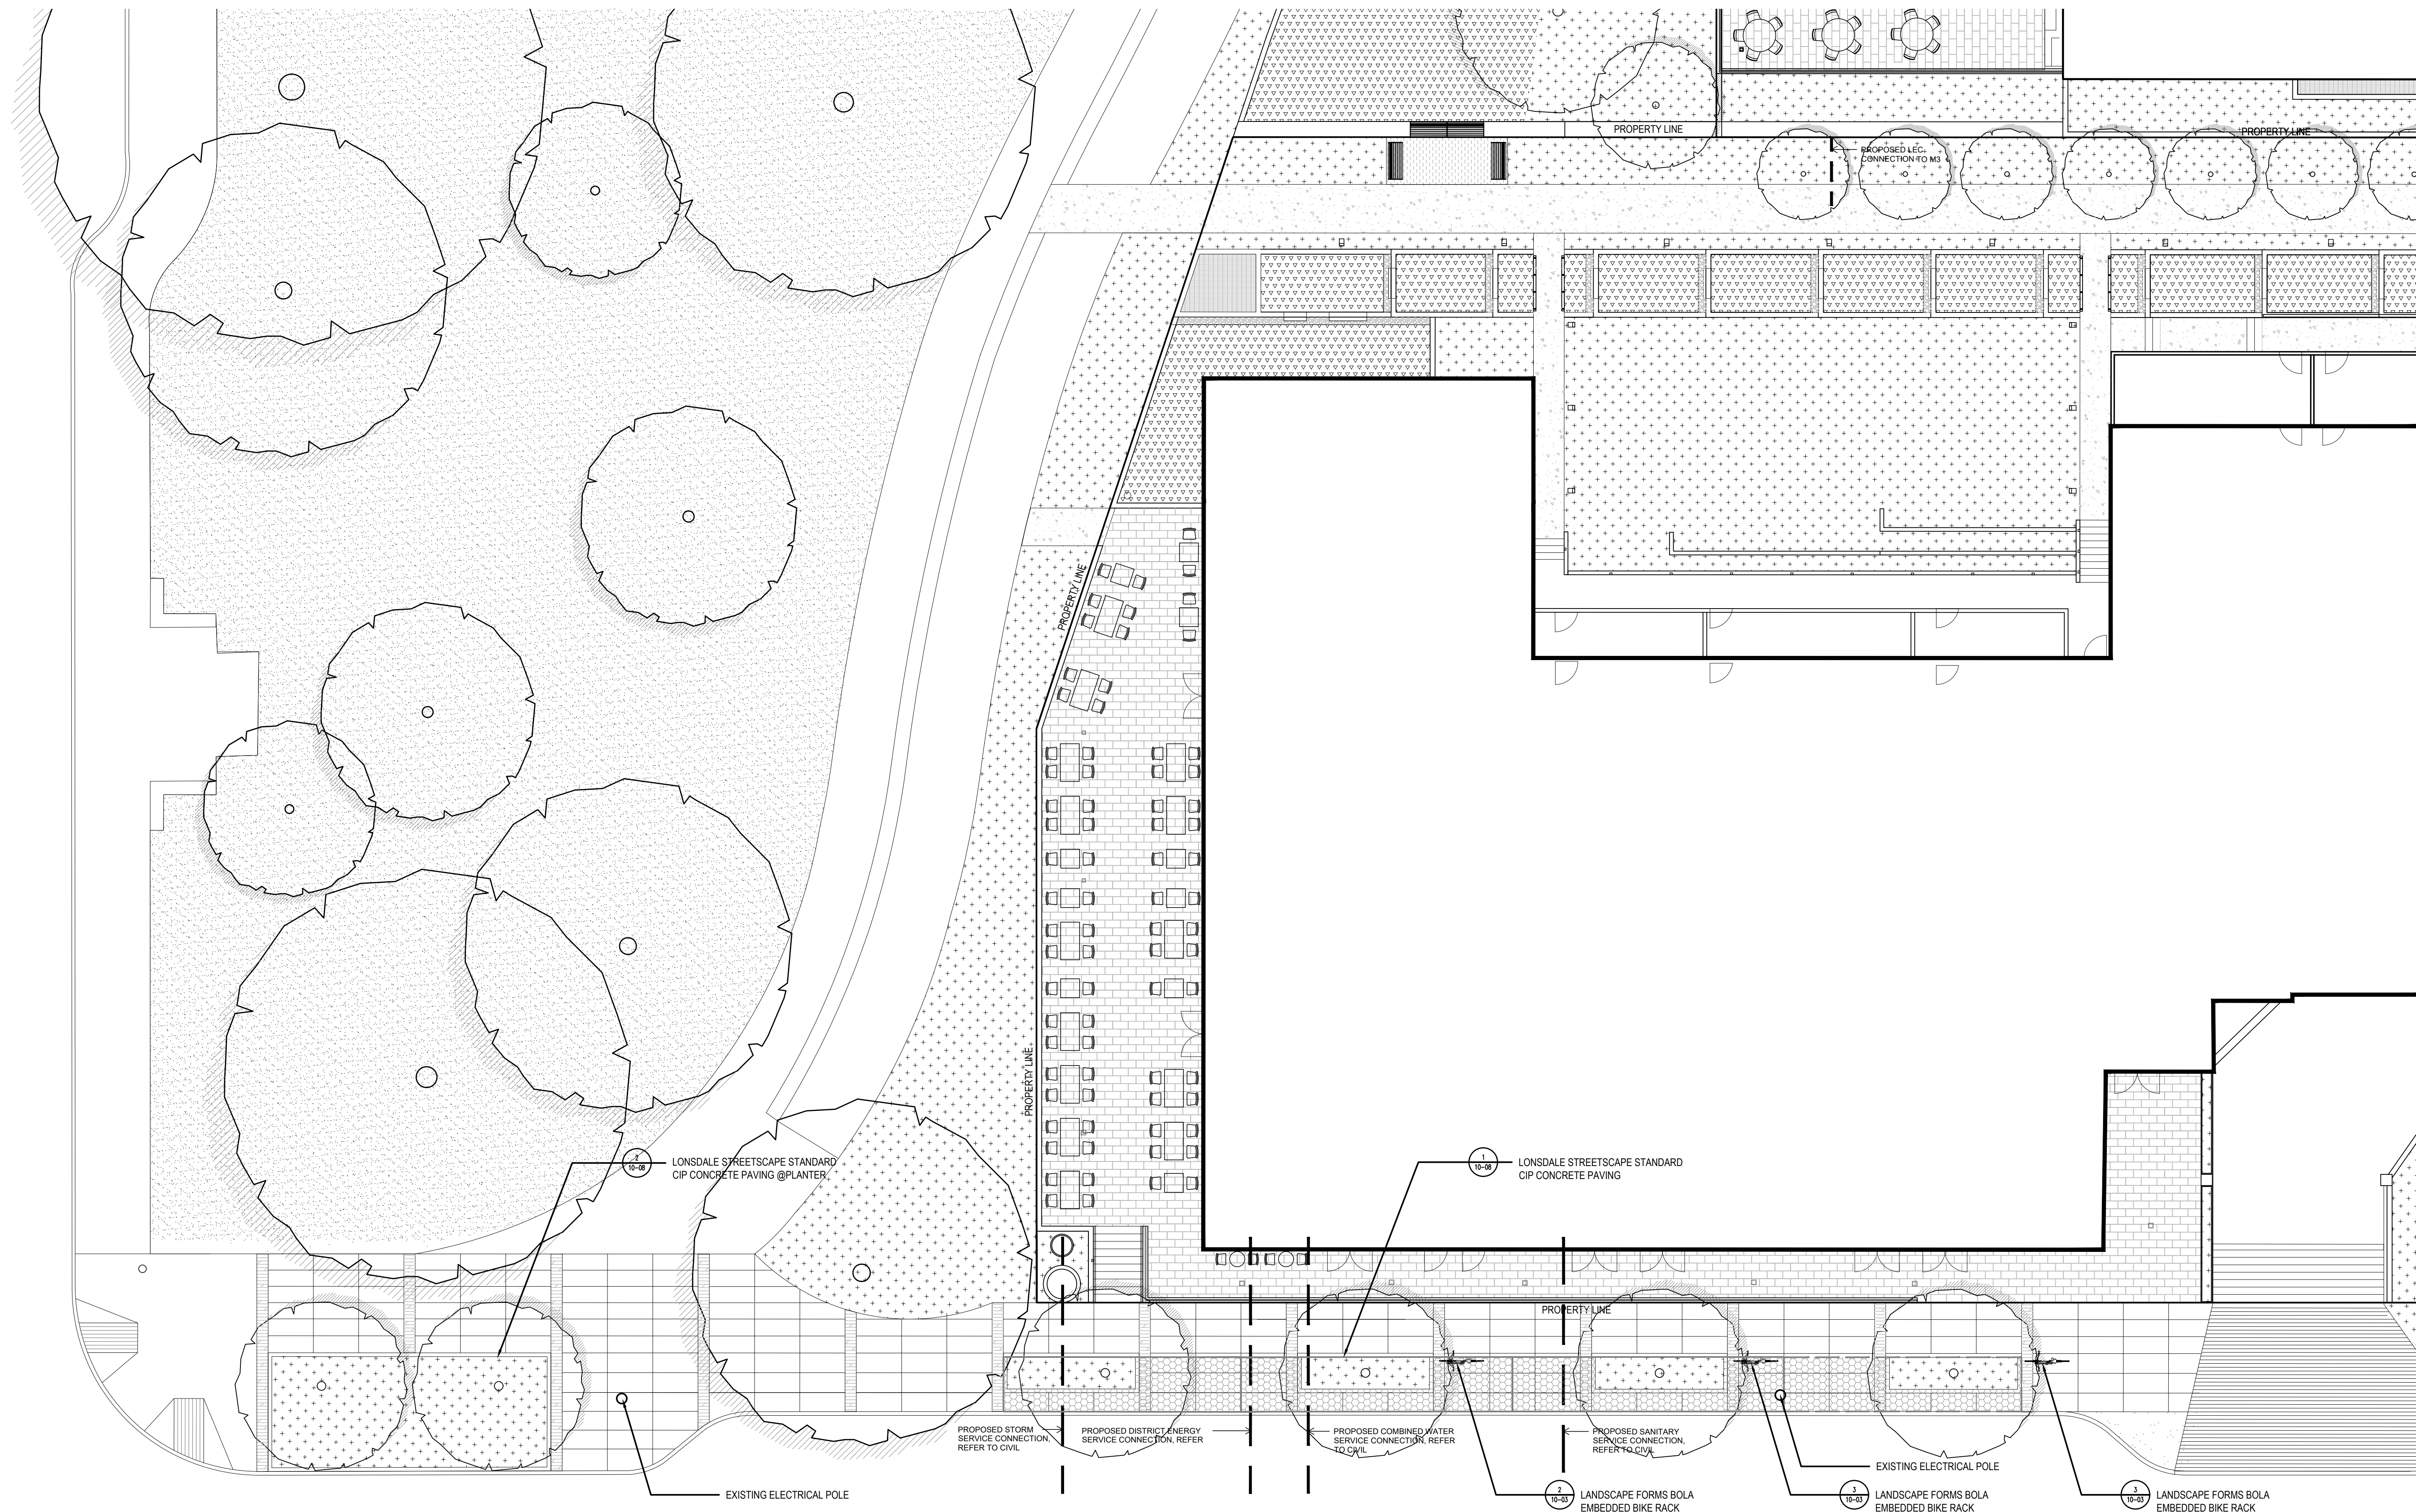 PROPERTY LINE
PROPERTY LINE
PROPOSED LEC
CONNECTION TO M3
PROPERTY LINE
PROPERTY LINE
2
10-08
LONSDALE STREETSCAPE STANDARD
CIP CONCRETE PAVING @PLANTER
1
10-08
LONSDALE STREETSCAPE STANDARD
CIP CONCRETE PAVING
PROPERTY LINE
PROPOSED STORM
SERVICE CONNECTION,
REFER TO CIVIL
PROPOSED DISTRICT ENERGY
SERVICE CONNECTION, REFER
PROPOSED COMBINED WATER
SERVICE CONNECTION, REFER
TO CIVIL
PROPOSED SANITARY
SERVICE CONNECTION,
REFER TO CIVIL
EXISTING ELECTRICAL POLE
EXISTING ELECTRICAL POLE
2
10-03
LANDSCAPE FORMS BOLA
EMBEDDED BIKE RACK
3
10-03
LANDSCAPE FORMS BOLA
EMBEDDED BIKE RACK
3
10-03
LANDSCAPE FORMS BOLA
EMBEDDED BIKE RACK